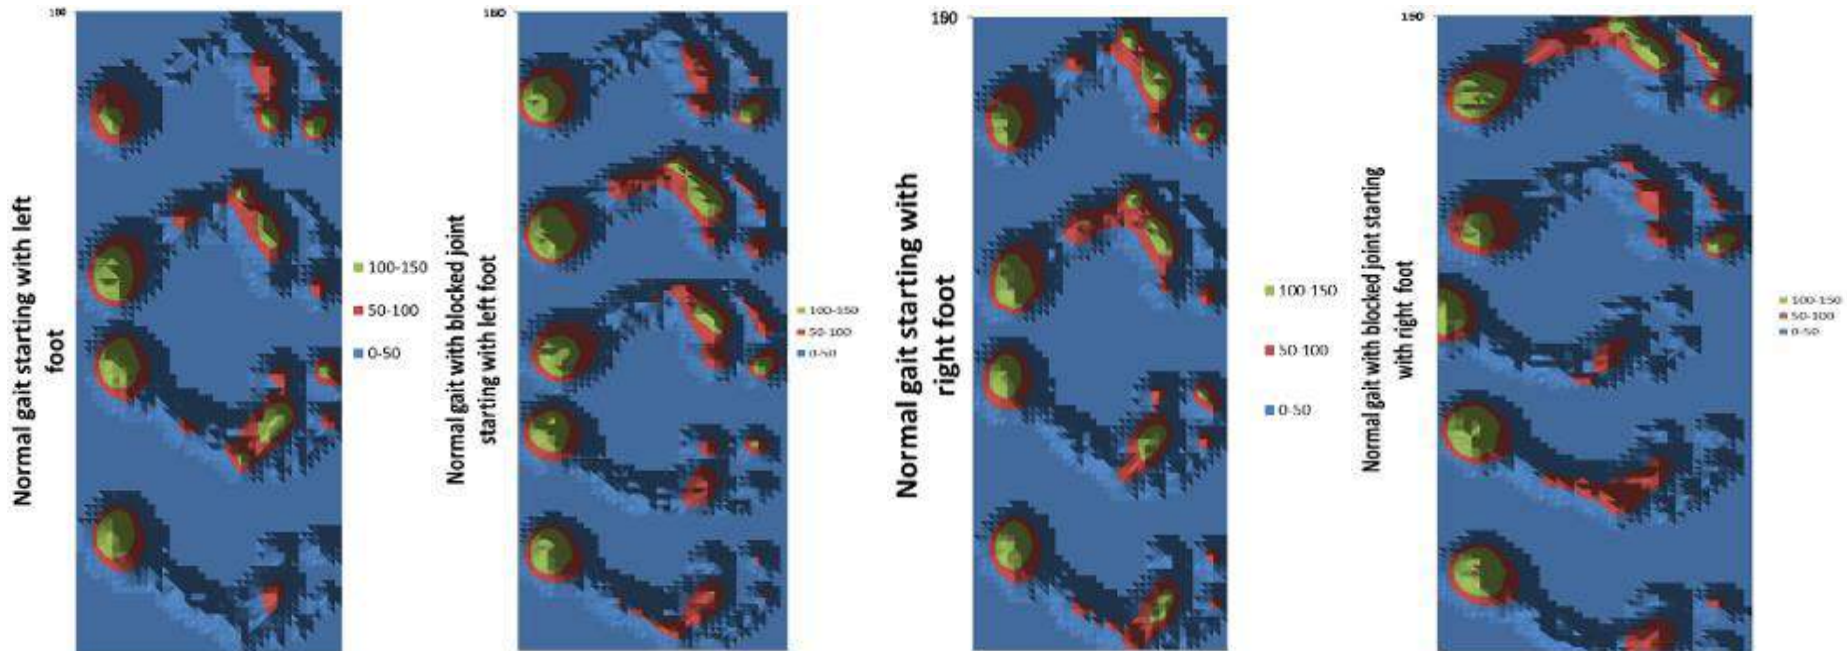 180
Normal gait starting with left
foot
100-150
50-100
0-50
180
Normal gait with blocked joint
starting with left foot
100-150
50-100
0-50
190
Normal gait starting with
right foot
100-150
50-100
0-50
190
Normal gait with blocked joint starting
with right foot
100-150
50-100
0-50